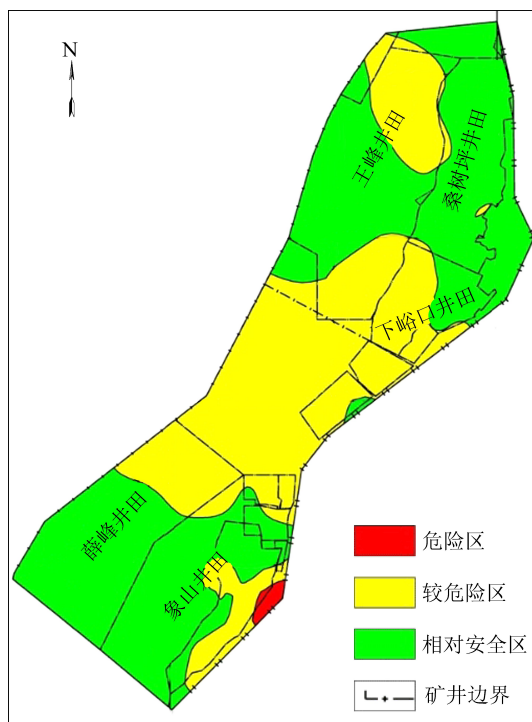 N
王峰井田
桑树坪井田
下峪口井田
薛峰井田
象山井田
危险区
较危险区
相对安全区
矿井边界